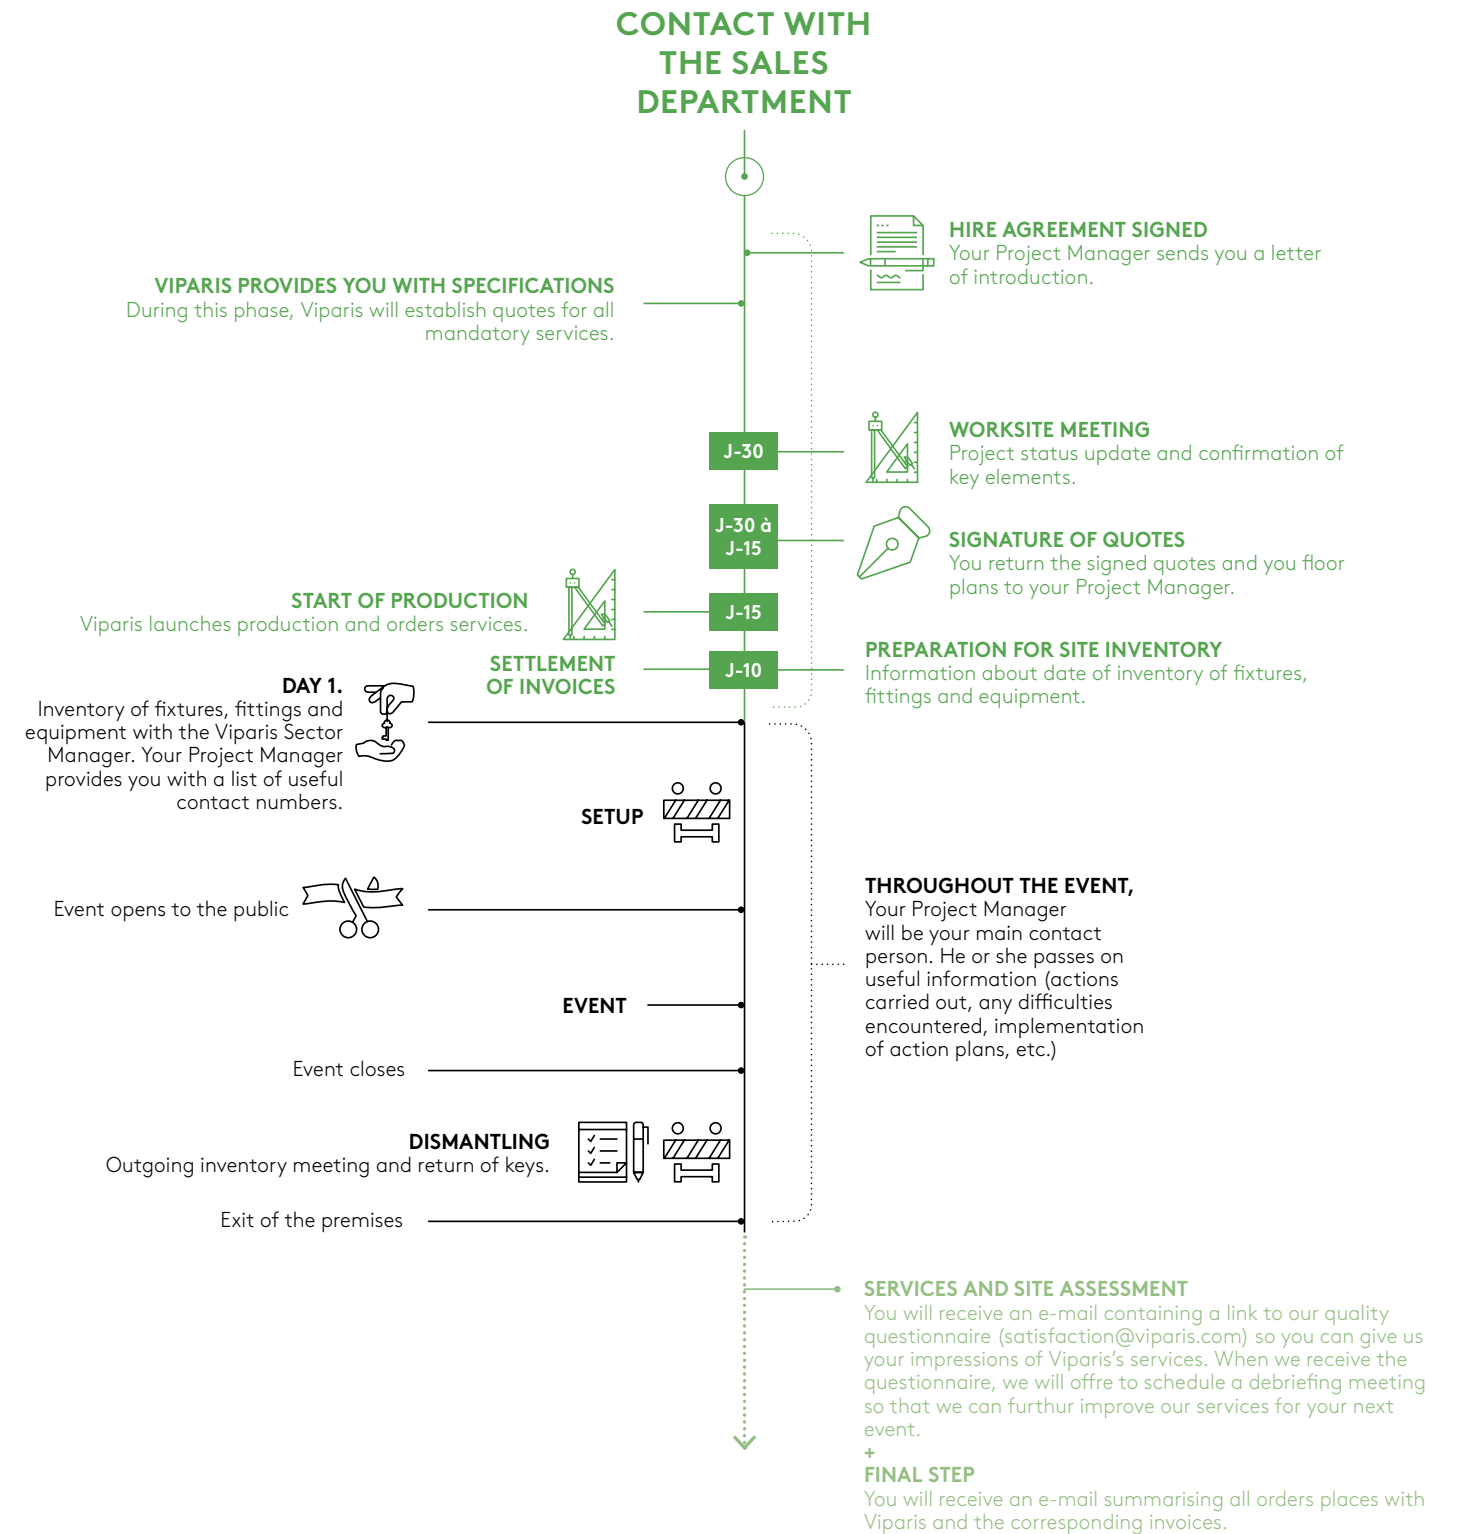 CONTACT WITH
THE SALES
DEPARTMENT
HIRE AGREEMENT SIGNED
Your Project Manager sends you a letter
of introduction.
VIPARIS PROVIDES YOU WITH SPECIFICATIONS
During this phase, Viparis will establish quotes for all
mandatory services.
J-30
WORKSITE MEETING
Project status update and confirmation of
key elements.
J-30 à
J-15
SIGNATURE OF QUOTES
You return the signed quotes and you floor
plans to your Project Manager.
START OF PRODUCTION
Viparis launches production and orders services.
J-15
SETTLEMENT
OF INVOICES
J-10
PREPARATION FOR SITE INVENTORY
Information about date of inventory of fixtures,
fittings and equipment.
DAY 1.
Inventory of fixtures, fittings and
equipment with the Viparis Sector
Manager. Your Project Manager
provides you with a list of useful
contact numbers.
SETUP
Event opens to the public
THROUGHOUT THE EVENT,
Your Project Manager
will be your main contact
person. He or she passes on
useful information (actions
carried out, any difficulties
encountered, implementation
of action plans, etc.)
EVENT
Event closes
DISMANTLING
Outgoing inventory meeting and return of keys.
Exit of the premises
SERVICES AND SITE ASSESSMENT
You will receive an e-mail containing a link to our quality
questionnaire (satisfaction@viparis.com) so you can give us
your impressions of Viparis's services. When we receive the
questionnaire, we will offre to schedule a debriefing meeting
so that we can furthur improve our services for your next
event.
+
FINAL STEP
You will receive an e-mail summarising all orders places with
Viparis and the corresponding invoices.